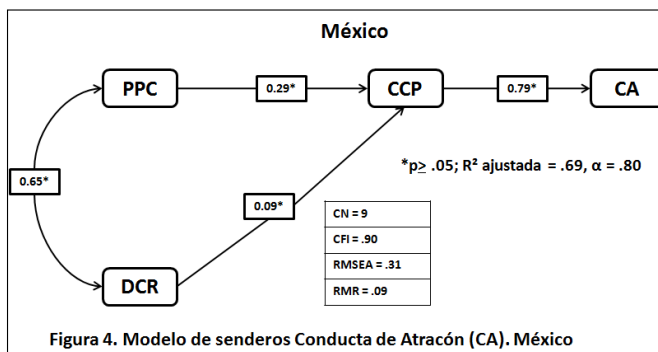 México
PPC
0.29*
CCP
0.79*
CA
*p≥ .05; R² ajustada = .69, α = .80
0.65*
0.09*
CN = 9
CFI = .90
RMSEA = .31
RMR = .09
DCR
Figura 4. Modelo de senderos Conducta de Atracón (CA). México